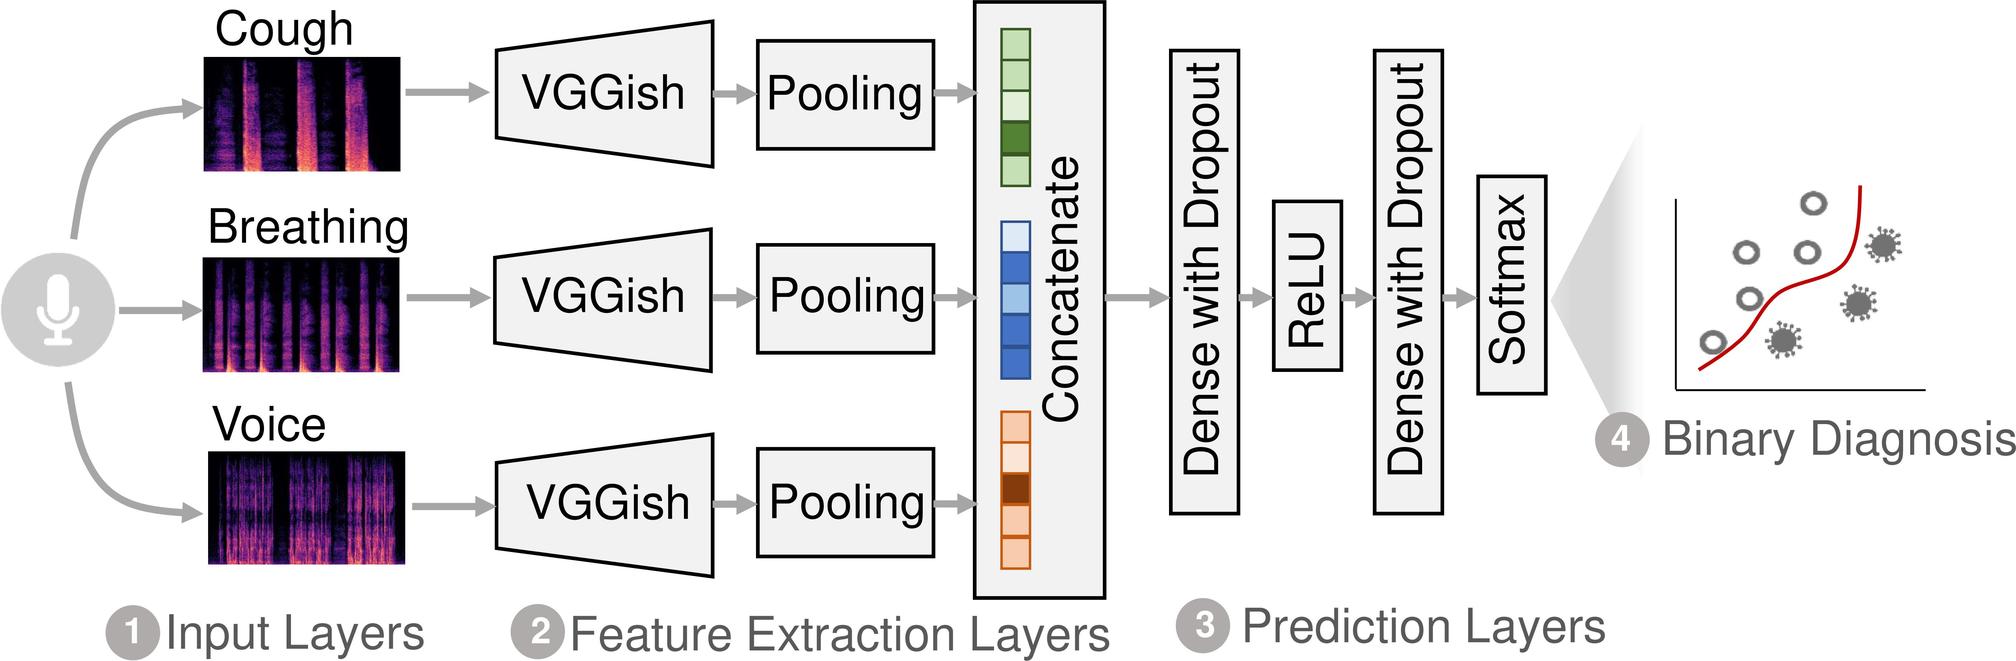 Cough
VGGish
Pooling
Breathing
VGGish
Pooling
Voice
VGGish
Pooling
Concatenate
Dense with Dropout
ReLU
Dense with Dropout
Softmax
1 Input Layers
2 Feature Extraction Layers
3 Prediction Layers
4 Binary Diagnosis